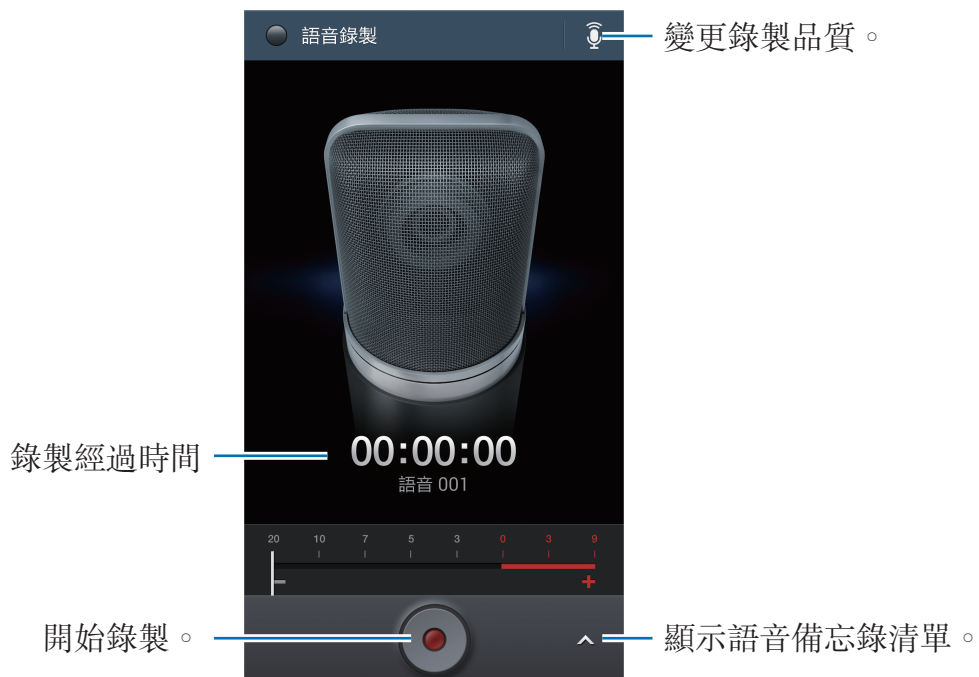 語音錄製
變更錄製品質。
錄製經過時間
00:00:00
語音 001
20 10 7 5 3 0 3 9
− +
開始錄製。
顯示語音備忘錄清單。